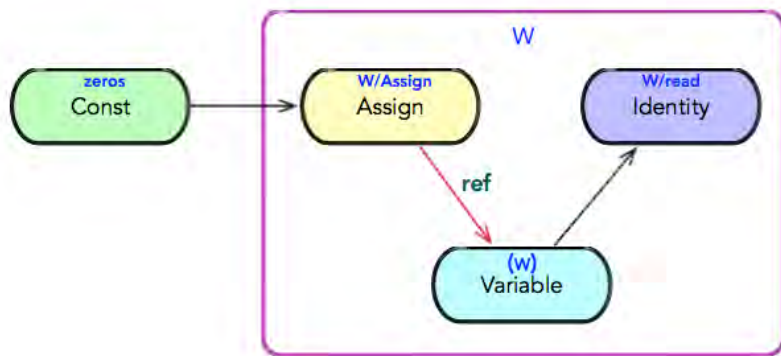 W
zeros
Const
W/Assign
Assign
W/read
Identity
ref
(w)
Variable